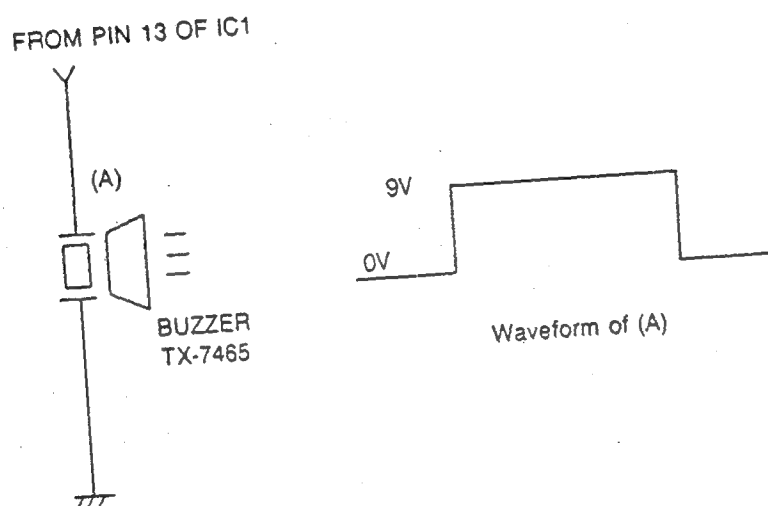 FROM PIN 13 OF IC1
(A)
9V
0V
BUZZER
TX-7465
Waveform of (A)